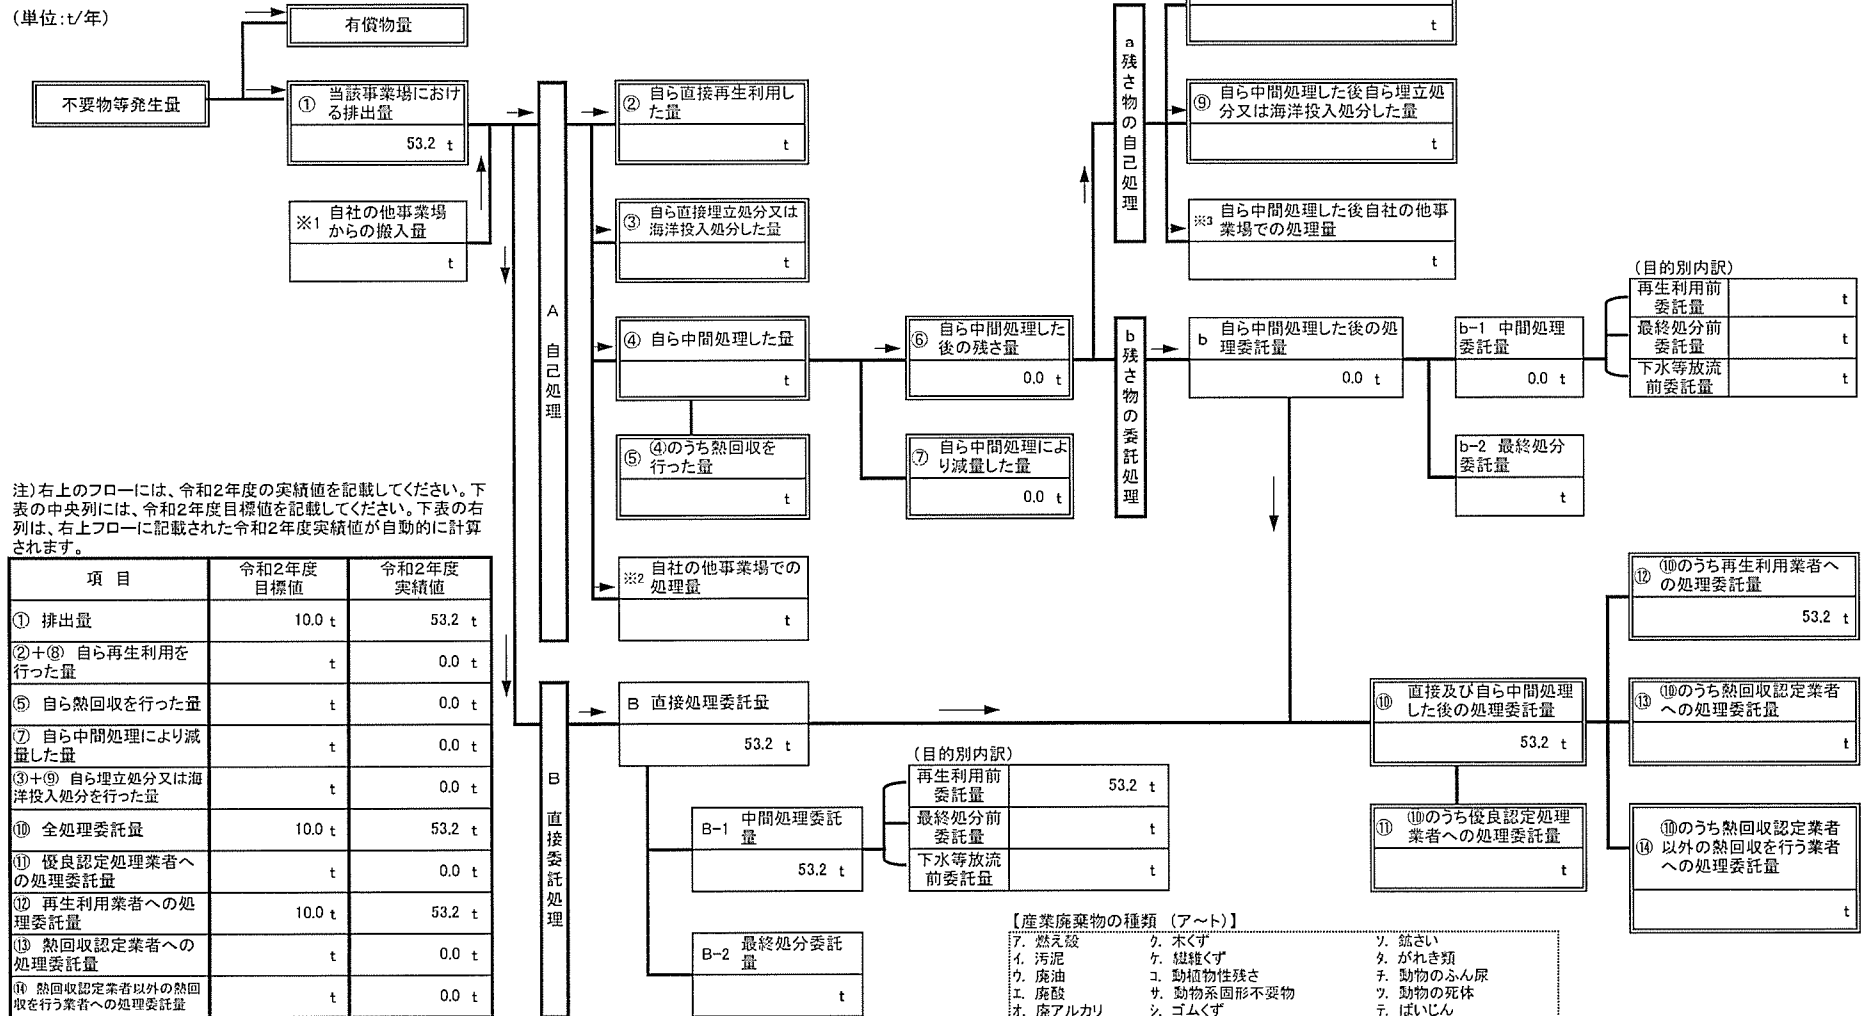 (単位:t/年)
有償物量
不要物等発生量
① 当該事業場におけ
る排出量
53.2 t
※1 自社の他事業場
からの搬入量
t
A 自己処理
② 自ら直接再生利用し
た量
t
③ 自ら直接埋立処分又は
海洋投入処分した量
t
④ 自ら中間処理した量
t
⑤ ④のうち熱回収を
行った量
t
※2 自社の他事業場での
処理量
t
⑥ 自ら中間処理した
後の残さ量
0.0 t
⑦ 自ら中間処理によ
り減量した量
0.0 t
a 残さ物の自己処理
t
⑨ 自ら中間処理した後自ら埋立処
分又は海洋投入処分した量
t
※3 自ら中間処理した後自社の他事
業場での処理量
t
b 残さ物の委託処理
b 自ら中間処理した後の処
理委託量
0.0 t
b-1 中間処理
委託量
0.0 t
(目的別内訳)
再生利用前
委託量
t
最終処分前
委託量
t
下水等放流
前委託量
t
b-2 最終処分
委託量
t
注)右上のフローには、令和2年度の実績値を記載してください。下
表の中央列には、令和2年度目標値を記載してください。下表の右
列は、右上フローに記載された令和2年度実績値が自動的に計算
されます。
項 目 令和2年度 目標値 令和2年度 実績値
① 排出量 10.0 t 53.2 t
②+⑧ 自ら再生利用を
行った量 t 0.0 t
⑤ 自ら熱回収を行った量 t 0.0 t
⑦ 自ら中間処理により減
量した量 t 0.0 t
③+⑨ 自ら埋立処分又は海
洋投入処分を行った量 t 0.0 t
⑩ 全処理委託量 10.0 t 53.2 t
⑪ 優良認定処理業者へ
の処理委託量 t 0.0 t
⑫ 再生利用業者への処
理委託量 10.0 t 53.2 t
⑬ 熱回収認定業者への
処理委託量 t 0.0 t
⑭ 熱回収認定業者以外の熱回
収を行う業者への処理委託量 t 0.0 t
B 直接委託処理
B 直接処理委託量
53.2 t
B-1 中間処理委託
量
53.2 t
(目的別内訳)
再生利用前
委託量
53.2 t
最終処分前
委託量
t
下水等放流
前委託量
t
B-2 最終処分委託
量
t
⑩ 直接及び自ら中間処理
した後の処理委託量
53.2 t
⑪ ⑩のうち優良認定処理
業者への処理委託量
t
⑫ ⑩のうち再生利用業者へ
の処理委託量
53.2 t
⑬ ⑩のうち熱回収認定業者
への処理委託量
t
⑩のうち熱回収認定業者
⑭ 以外の熱回収を行う業者
への処理委託量
t
【産業廃棄物の種類 (ア～ト)】
ア. 燃え殻 ク. 木くず ソ. 鉱さい
イ. 汚泥 ケ. 繊維くず タ. がれき類
ウ. 廃油 コ. 動植物性残さ チ. 動物のふん尿
エ. 廃酸 サ. 動物系固形不要物 ツ. 動物の死体
オ. 廃アルカリ シ. ゴムくず テ. ばいじん